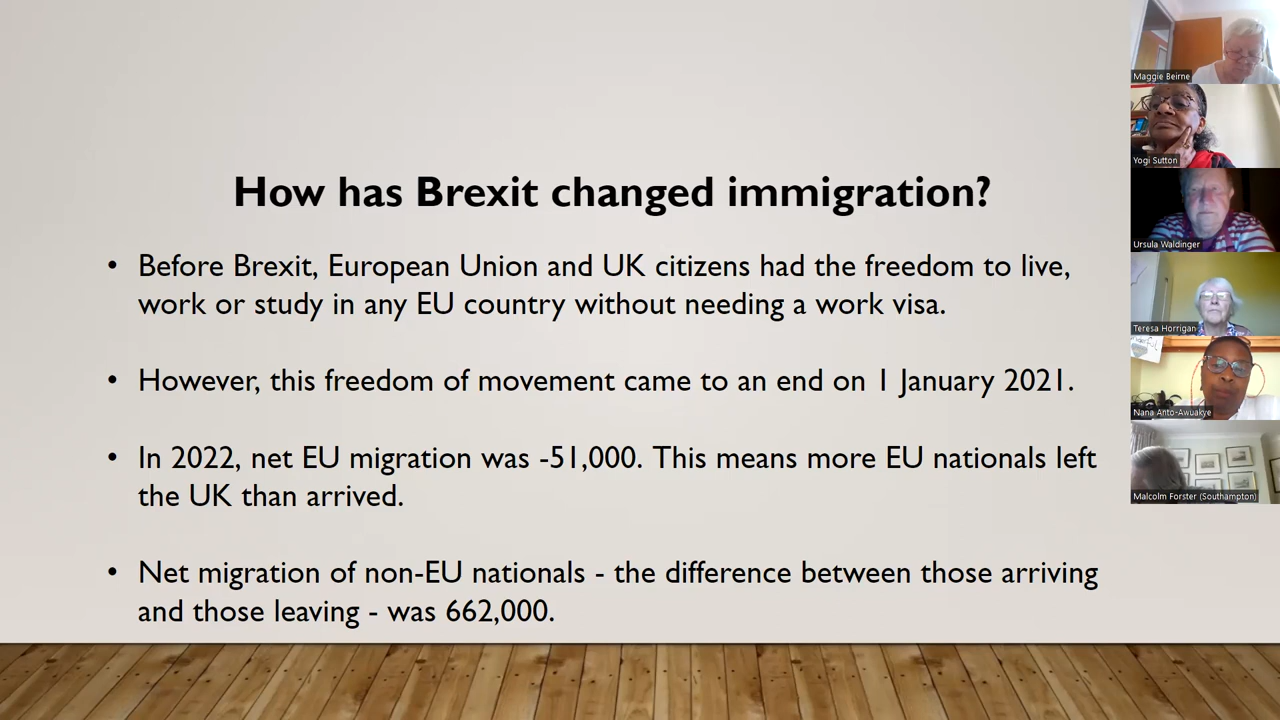 How has Brexit changed immigration?
• Before Brexit, European Union and UK citizens had the freedom to live,
work or study in any EU country without needing a work visa.
• However, this freedom of movement came to an end on 1 January 2021.
• In 2022, net EU migration was -51,000. This means more EU nationals left
the UK than arrived.
• Net migration of non-EU nationals - the difference between those arriving
and those leaving - was 662,000.
Maggie Beirne
Yogi Sutton
Ursula Waldinger
Teresa Horrigan
Nana Anto-Awuakye
Malcolm Forster (Southampton)